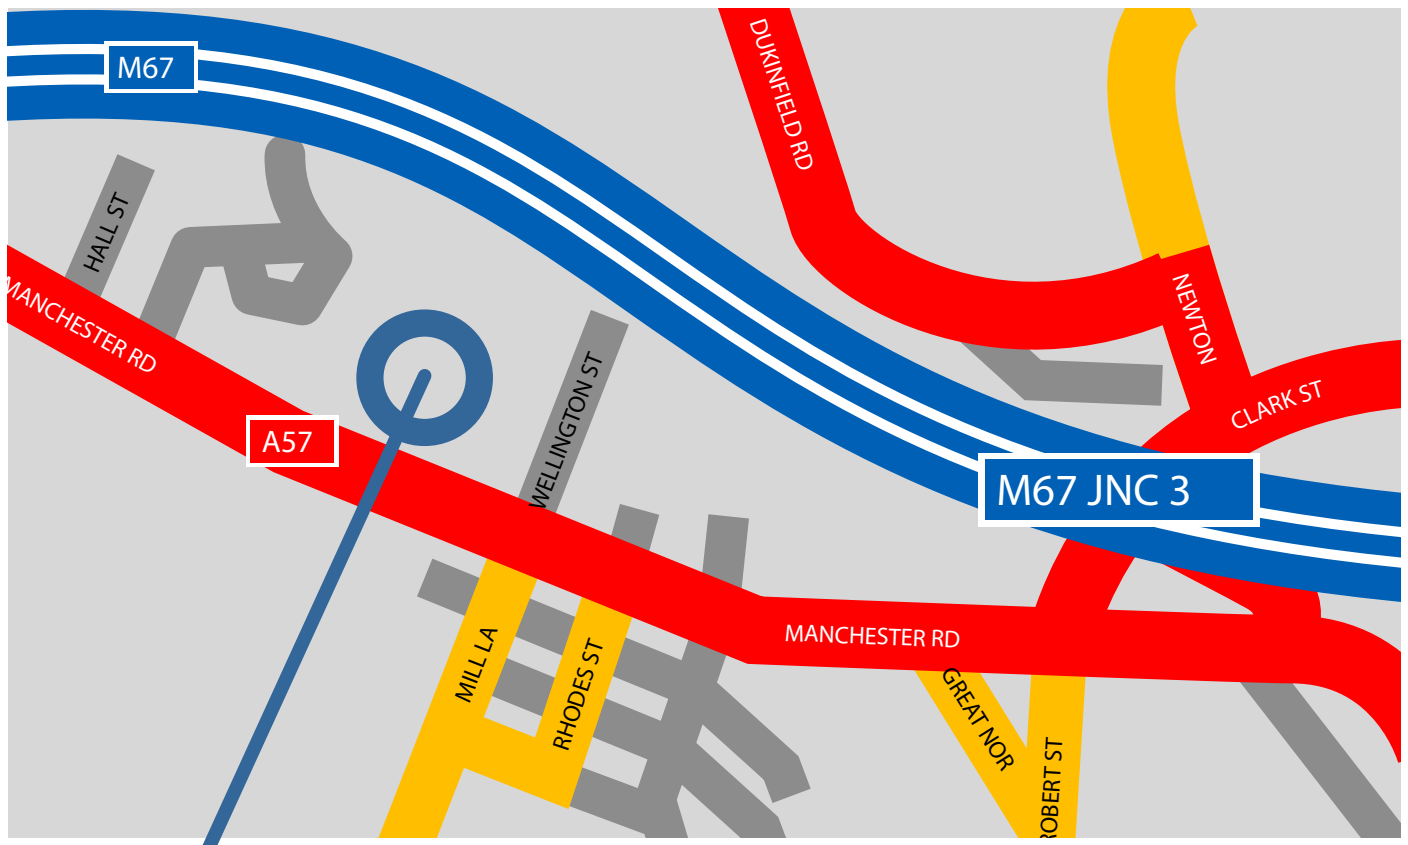 M67
DUKINFIELD RD
HALL ST
MANCHESTER RD
NEWTON
CLARK ST
A57
WELLINGTON ST
M67 JNC 3
MANCHESTER RD
MILL LA
RHODES ST
GREAT NOR
ROBERT ST